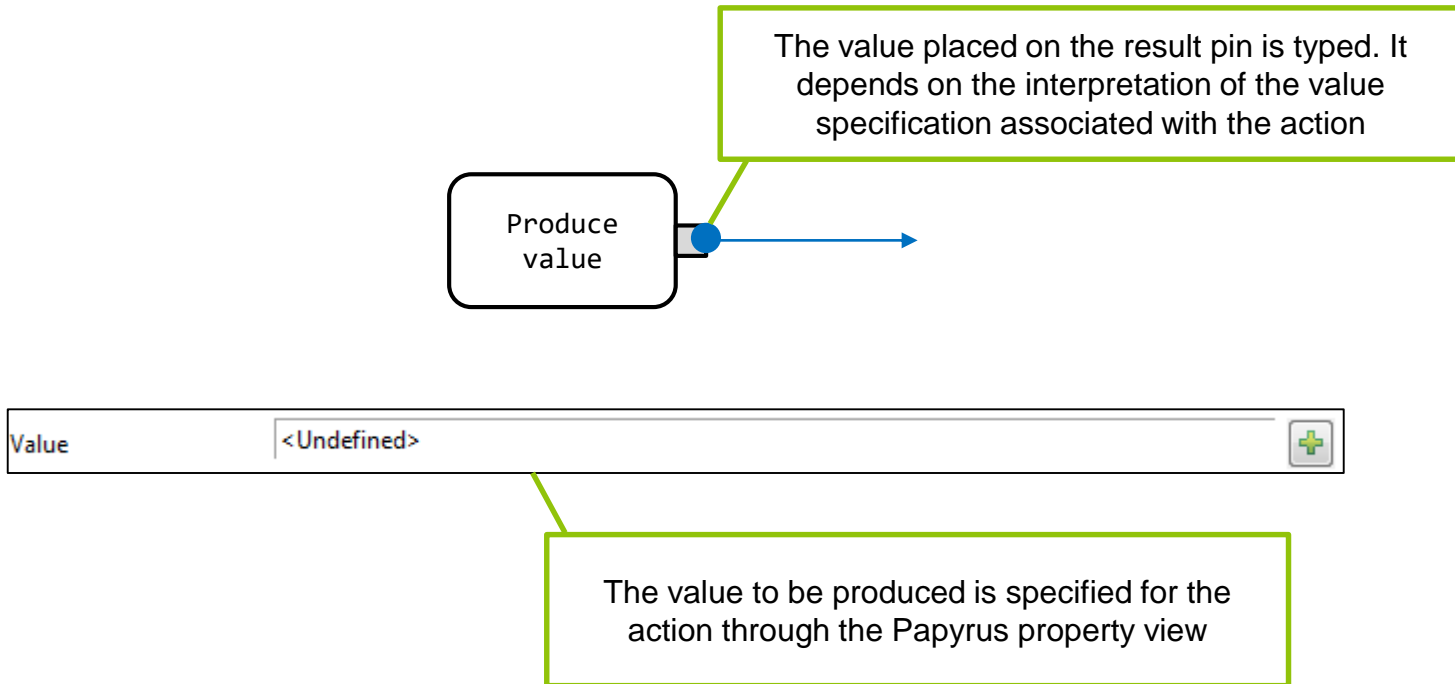 The value placed on the result pin is typed. It
depends on the interpretation of the value
specification associated with the action
Produce
value
Value
<Undefined>
The value to be produced is specified for the
action through the Papyrus property view